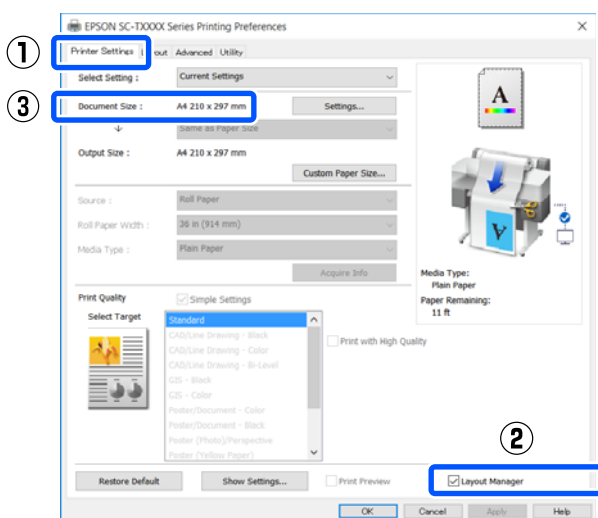 EPSON SC-TXXXX Series Printing Preferences
①
Printer Settings out Advanced Utility
Select Setting : Current Settings
③
Document Size : A4 210 x 297 mm Settings...
Same as Paper Size
Output Size : A4 210 x 297 mm
Custom Paper Size...
Source : Roll Paper
Roll Paper Width : 36 in (914 mm)
Media Type : Plain Paper
Acquire Info
A
A
Media Type:
Plain Paper
Paper Remaining:
11 ft
Print Quality Simple Settings
Select Target
Standard
CAD/Line Drawing - Black
CAD/Line Drawing - Color
CAD/Line Drawing - Bi-Level
GIS - Black
GIS - Color
Poster/Document - Color
Poster/Document - Black
Poster (Photo)/Perspective
Poster (Yellow Paper)
Print with High Quality
②
Restore Default Show Settings... Print Preview Layout Manager
OK Cancel Apply Help